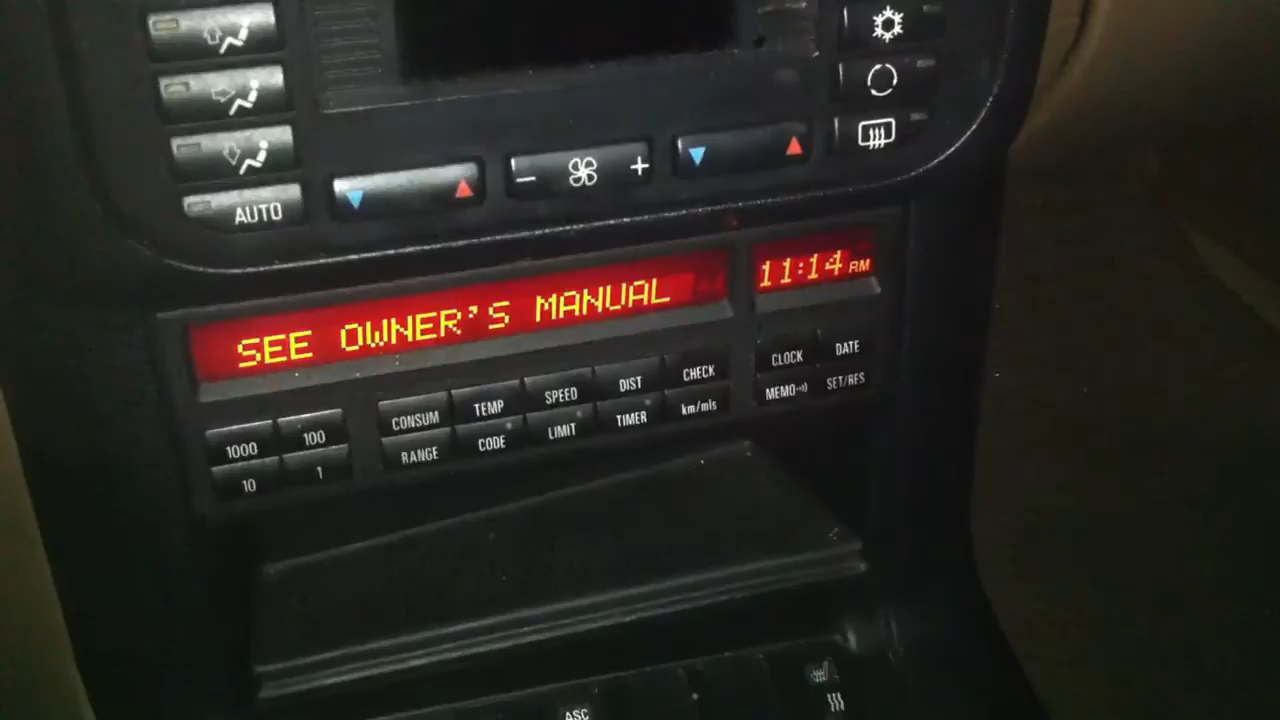 AUTO
− +
SEE OWNER'S MANUAL
11:14 AM
CONSUM TEMP SPEED DIST CHECK
RANGE CODE LIMIT TIMER km/mls
CLOCK DATE
MEMO SET/RES
1000 100
10 1
ASC